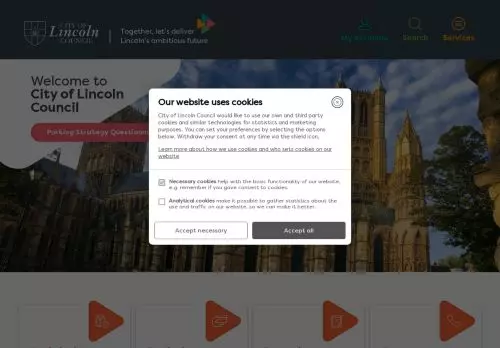 CITY OF
Lincoln
COUNCIL
Together, let's deliver
Lincoln's ambitious future
My Account
Search
Services
Welcome to
City of Lincoln
Council
Parking Strategy Questionn
Our website uses cookies
City of Lincoln Council would like to use our own and third party
cookies and similar technologies for statistics and marketing
purposes. You can set your preferences by selecting the options
below. Withdraw your consent at any time via the shield icon.
Learn more about how we use cookies and who sets cookies on our
website
Necessary cookies help with the basic functionality of our website,
e.g. remember if you gave consent to cookies.
Analytical cookies make it possible to gather statistics about the
use and traffic on our website, so we can make it better.
Accept necessary
Accept all